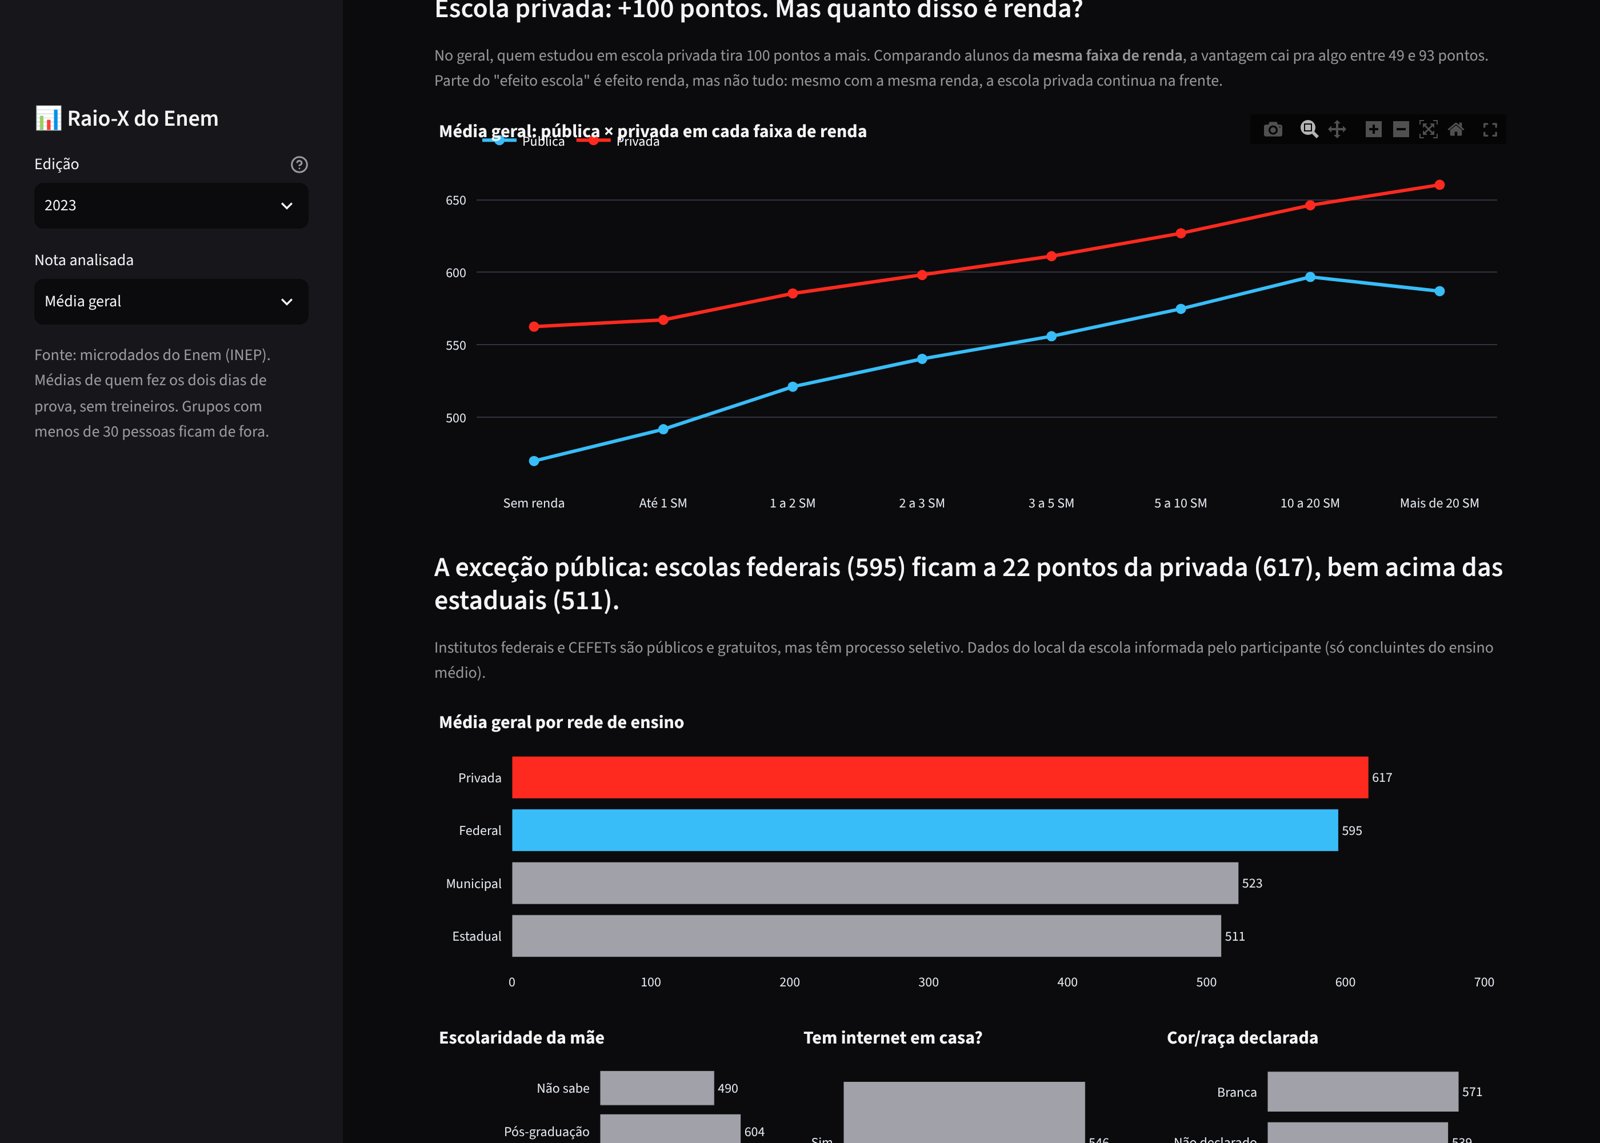 📊 Raio-X do Enem
Edição
2023
Nota analisada
Média geral
Fonte: microdados do Enem (INEP).
Médias de quem fez os dois dias de
prova, sem treineiros. Grupos com
menos de 30 pessoas ficam de fora.
Escola privada: +100 pontos. Mas quanto disso é renda?
No geral, quem estudou em escola privada tira 100 pontos a mais. Comparando alunos da mesma faixa de renda, a vantagem cai pra algo entre 49 e 93 pontos.
Parte do "efeito escola" é efeito renda, mas não tudo: mesmo com a mesma renda, a escola privada continua na frente.
Média geral: pública × privada em cada faixa de renda
Pública Privada
650
600
550
500
Sem renda Até 1 SM 1 a 2 SM 2 a 3 SM 3 a 5 SM 5 a 10 SM 10 a 20 SM Mais de 20 SM
A exceção pública: escolas federais (595) ficam a 22 pontos da privada (617), bem acima das
estaduais (511).
Institutos federais e CEFETs são públicos e gratuitos, mas têm processo seletivo. Dados do local da escola informada pelo participante (só concluintes do ensino
médio).
Média geral por rede de ensino
Privada 617
Federal 595
Municipal 523
Estadual 511
0 100 200 300 400 500 600 700
Escolaridade da mãe
Não sabe 490
Pós-graduação 604
Tem internet em casa?
Sim 546
Cor/raça declarada
Branca 571
Não declarado 539